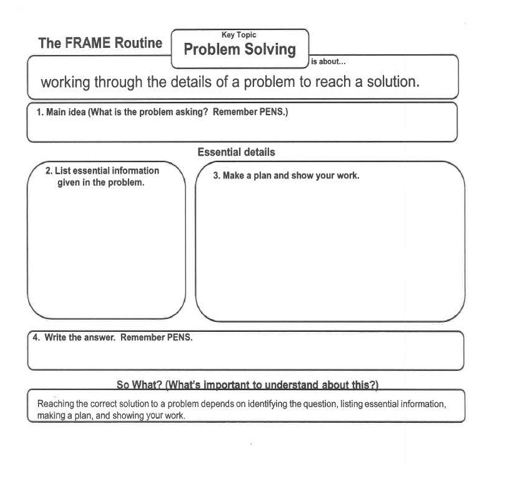 Key Topic
The FRAME Routine
Problem Solving
is about...
working through the details of a problem to reach a solution.
1. Main idea (What is the problem asking?  Remember PENS.)
Essential details
2. List essential information
given in the problem.
3. Make a plan and show your work.
4.  Write the answer.  Remember PENS.
So What? (What's important to understand about this?)
Reaching the correct solution to a problem depends on identifying the question, listing essential information,
making a plan, and showing your work.